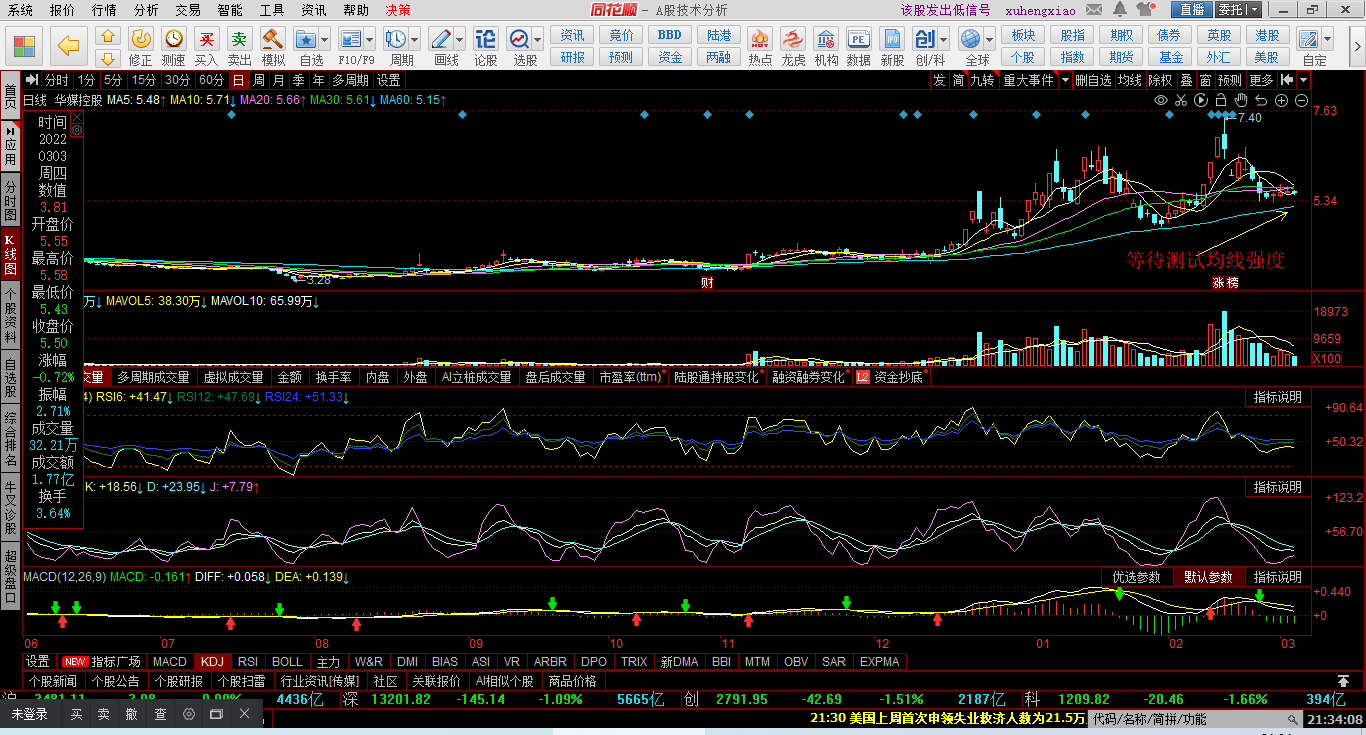 系统 报价 行情 分析 交易 智能 工具 资讯 帮助 决策 同花顺 - A股技术分析 该股发出低信号 xuhengxiao 直播 委托
买 卖 论 BBD 资讯 竞价 BBD 陆港 HOT PE IPO 创 板块 股指 期权 债券 英股 港股
修正 测速 买入 卖出 模拟 自选 F10/F9 周期 画线 论股 选股 研报 预测 资金 两融 热点 龙虎 机构 数据 新股 创/科 全球 个股 指数 期货 基金 外汇 美股 自定
首页
应用
分时图
K线图
个股资料
自选股
综合排名
牛叉诊股
超级盘口
分时 1分 5分 15分 30分 60分 日 周 月 季 年 多周期 设置 发 简 九转 重大事件 删自选 均线 除权 叠 窗 预测 更多
日线 华媒控股 MA5: 5.48↑ MA10: 5.71↓ MA20: 5.66↑ MA30: 5.61↓ MA60: 5.15↑
时间
2022
0303
周四
数值
3.81
开盘价
5.55
最高价
5.58
最低价
5.43
收盘价
5.50
涨幅
-0.72%
振幅
2.71%
成交量
32.21万
成交额
1.77亿
换手
3.64%
7.63
7.40
5.34
3.28
等待测试均线强度
财
涨 榜
万↓ MAVOL5: 38.30万↓ MAVOL10: 65.99万↓
18973
9659
X100
交量 多周期成交量 虚拟成交量 金额 换手率 内盘 外盘 AI立桩成交量 盘后成交量 市盈率(ttm) 陆股通持股变化 融资融券变化 L2 资金抄底
4) RSI6: +41.47↓ RSI12: +47.69↓ RSI24: +51.33↓ 指标说明
+90.64
+50.32
K: +18.56↓ D: +23.95↓ J: +7.79↑ 指标说明
+123.2
+56.70
MACD(12,26,9) MACD: -0.161↑ DIFF: +0.058↓ DEA: +0.139↓ 优选参数 默认参数 指标说明
+0.440
+0
06 07 08 09 10 11 12 01 02 03
设置 NEW 指标广场 MACD KDJ RSI BOLL 主力 W&R DMI BIAS ASI VR ARBR DPO TRIX 新DMA BBI MTM OBV SAR EXPMA
个股新闻 个股公告 个股研报 个股扫雷 行业资讯[传媒] 社区 关联报价 AI相似个股 商品价格
沪 3481.11 4436亿 深 13201.82 -145.14 -1.09% 5665亿 创 2791.95 -42.69 -1.51% 2187亿 科 1209.82 -20.46 -1.66% 394亿
未登录 买 卖 撤 查 21:30 美国上周首次申领失业救济人数为21.5万 代码/名称/简拼/功能 21:34:08